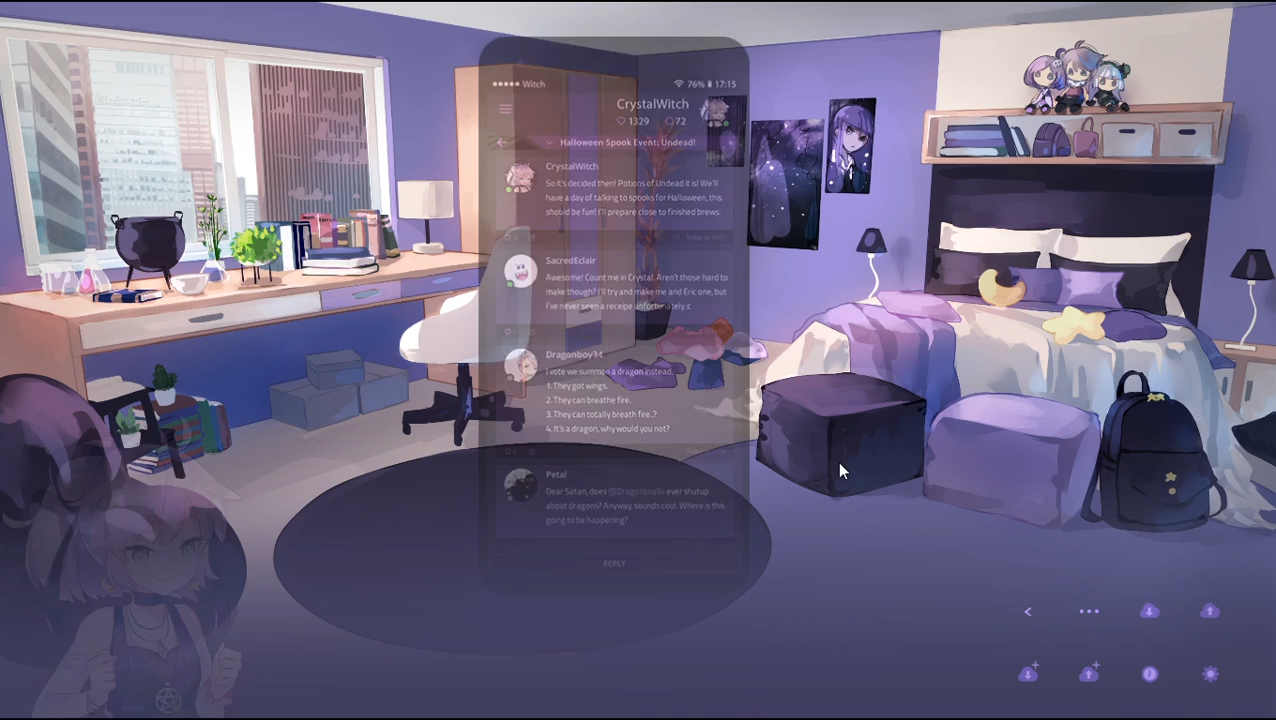 Witch
76% 17:15
CrystalWitch
1329 72
Halloween Spook Event; Undead!
CrystalWitch
So it's decided then! Potions of Undead it is! We'll
have a day of talking to spooks for Halloween, this
should be fun! I'll prepare close to finished brews.
SacredEclair
Awesome! Count me in Crystal. Aren't those hard to
make though? I'll try and make me and Eric one, but
I've never seen a receipe unfortunately c
Dragonboy34
I vote we summon a dragon instead.
1. They got wings.
2. They can breathe fire.
3. They can totally breath fire..?
4. It's a dragon, why would you not?
Petal
Dear Satan, does @Dragonboy34 ever shutup
about dragons? Anyway, sounds cool. Where is this
going to be happening?
REPLY